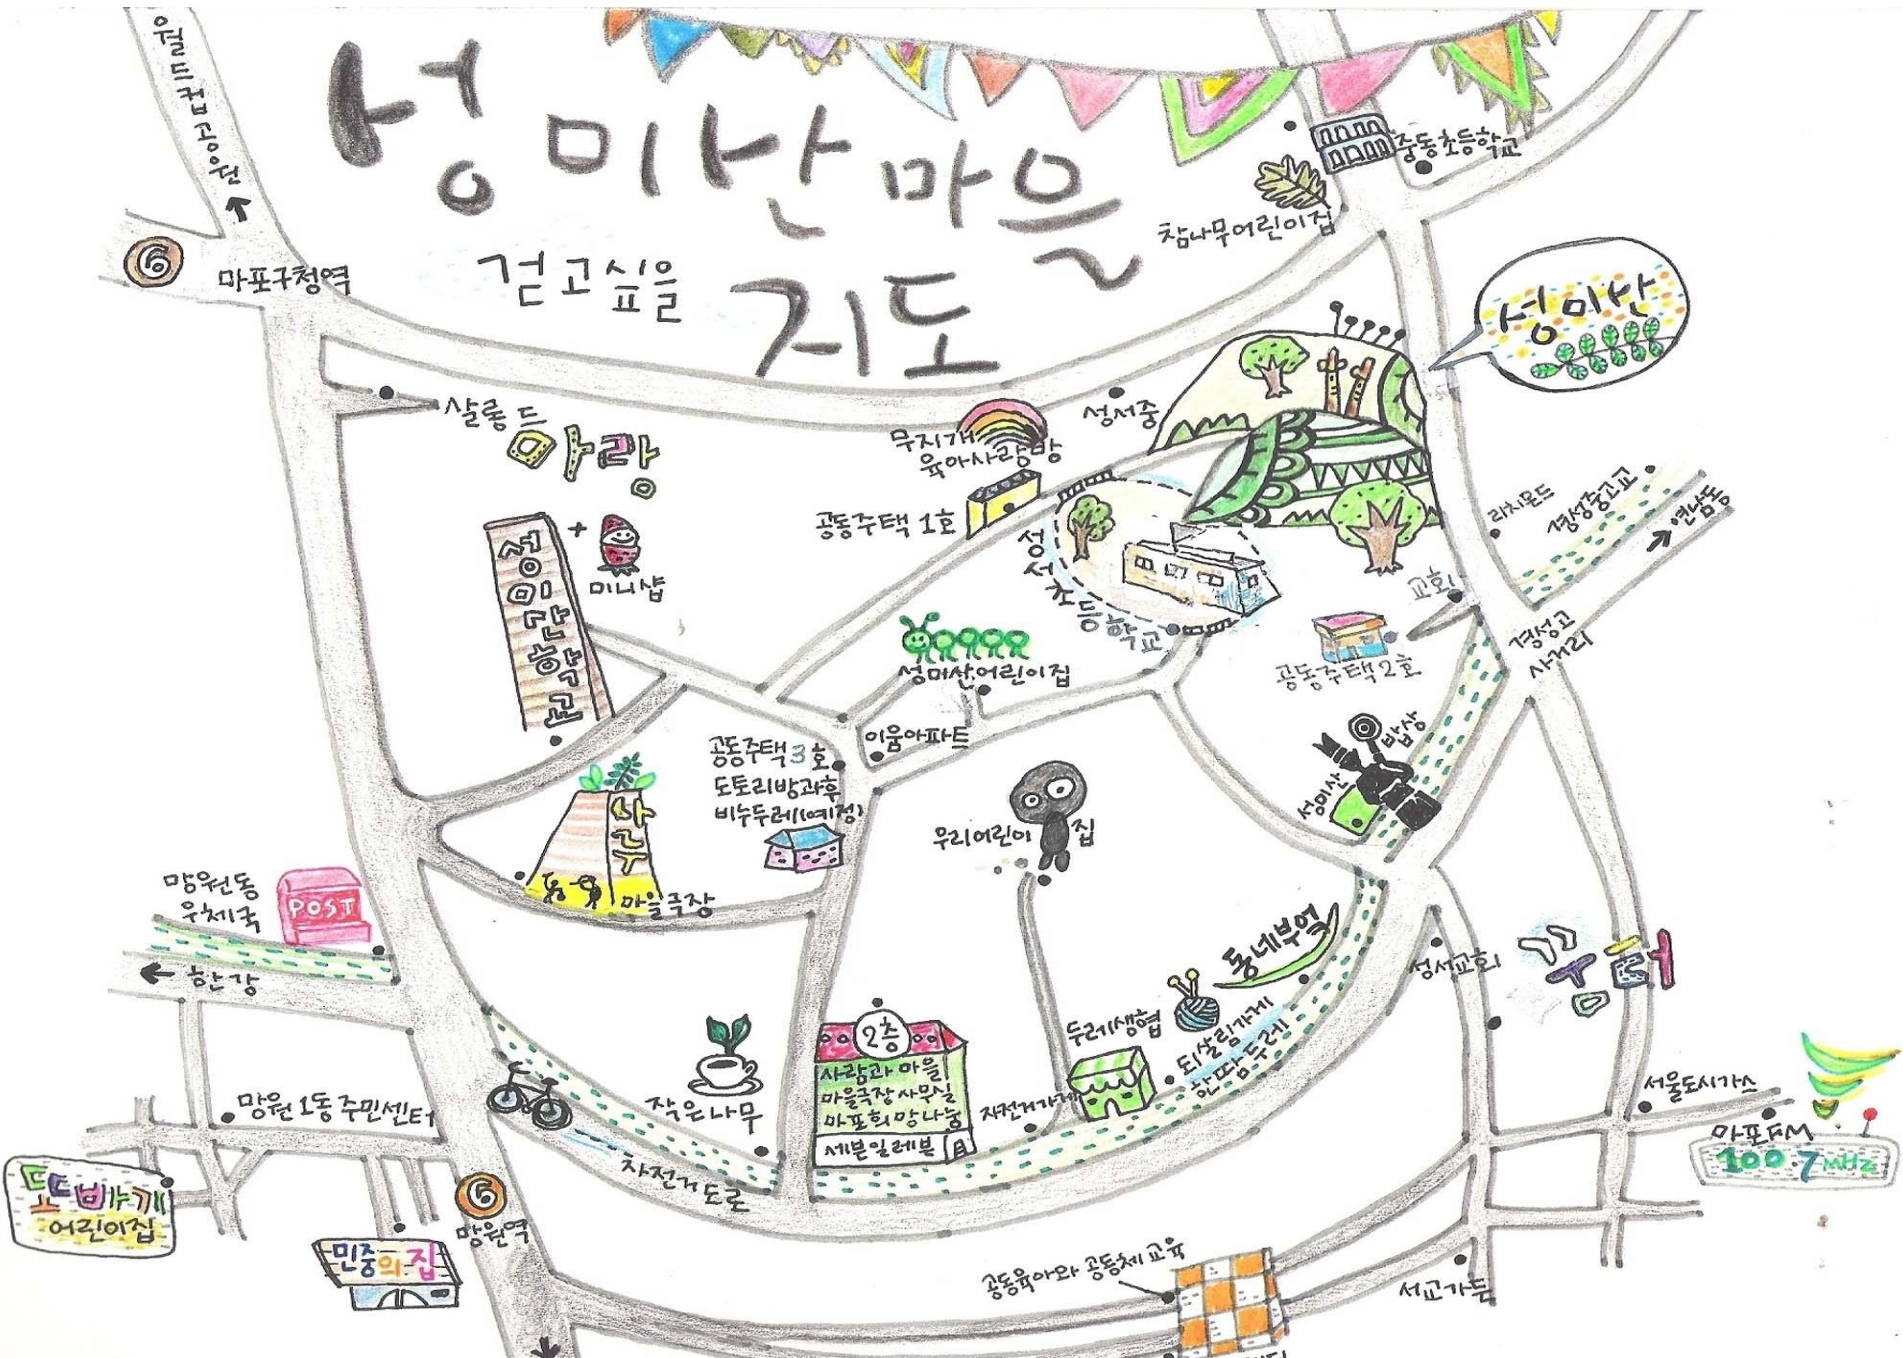 월드컵공원
성미산마을
걷고싶을
지도
중동초등학교
참나무어린이집
6
마포구청역
성미산
살롱 드
마랑
무지개
육아사랑방
성서중
공동주택 1호
성미산학교
+
미니샵
성서초등학교
리치몬드
경성중고교
연남동
교회
경성고
사거리
공동주택2호
성미산어린이집
이움아파트
공동주택3호
도토리방과후
비누두레(예정)
성미산
밥상
우리어린이
집
마을극장
망원동
우체국
POST
한강
동네부엌
성서교회
두레생협
되살림가게
한땀두레
작은나무
2층
사람과 마을
마을극장사무실
마포희망나눔
세븐일레븐
자전거가게
자전거도로
망원1동주민센터
서울도시가스
마포FM
100.7MHz
또바기
어린이집
6
망원역
민중의집
공동육아와 공동체교육
서교가든